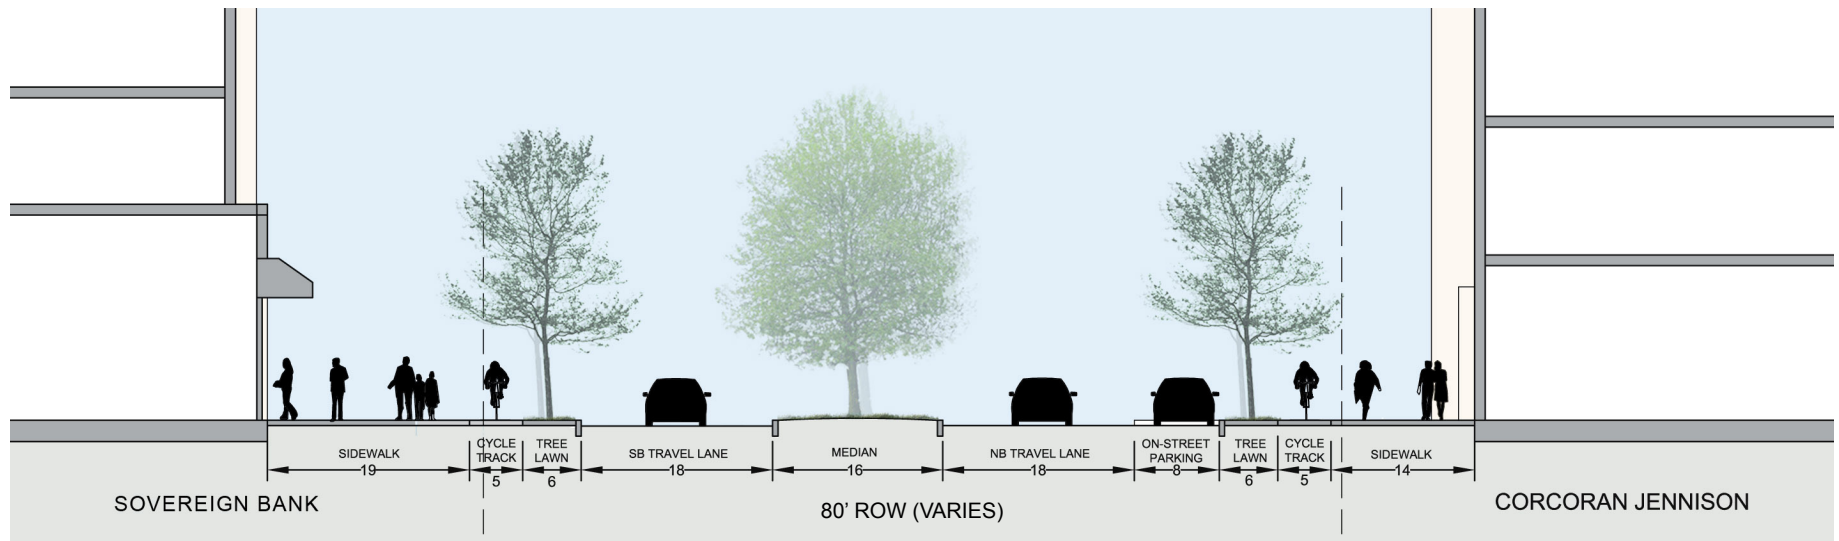 SIDEWALK
19
CYCLE
TRACK
5
TREE
LAWN
6
SB TRAVEL LANE
18
MEDIAN
16
NB TRAVEL LANE
18
ON-STREET
PARKING
8
TREE
LAWN
6
CYCLE
TRACK
5
SIDEWALK
14
SOVEREIGN BANK
80’ ROW (VARIES)
CORCORAN JENNISON